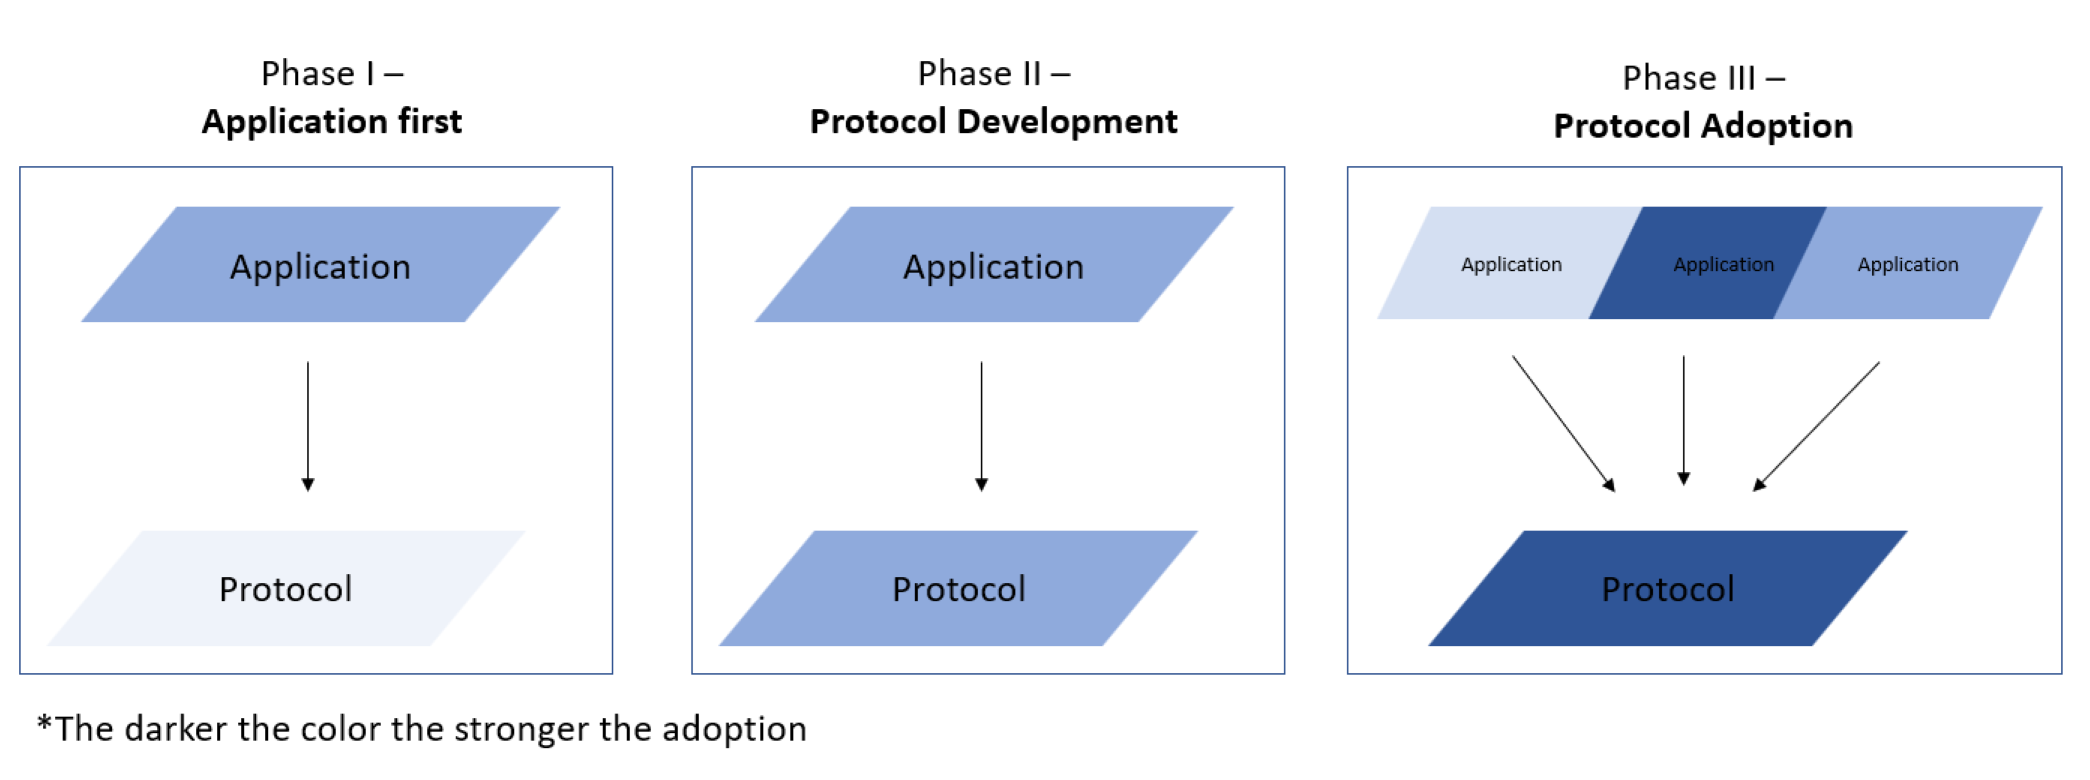 Phase I –
Application first
Application
Protocol
Phase II –
Protocol Development
Application
Protocol
Phase III –
Protocol Adoption
Application
Application
Application
Protocol
*The darker the color the stronger the adoption